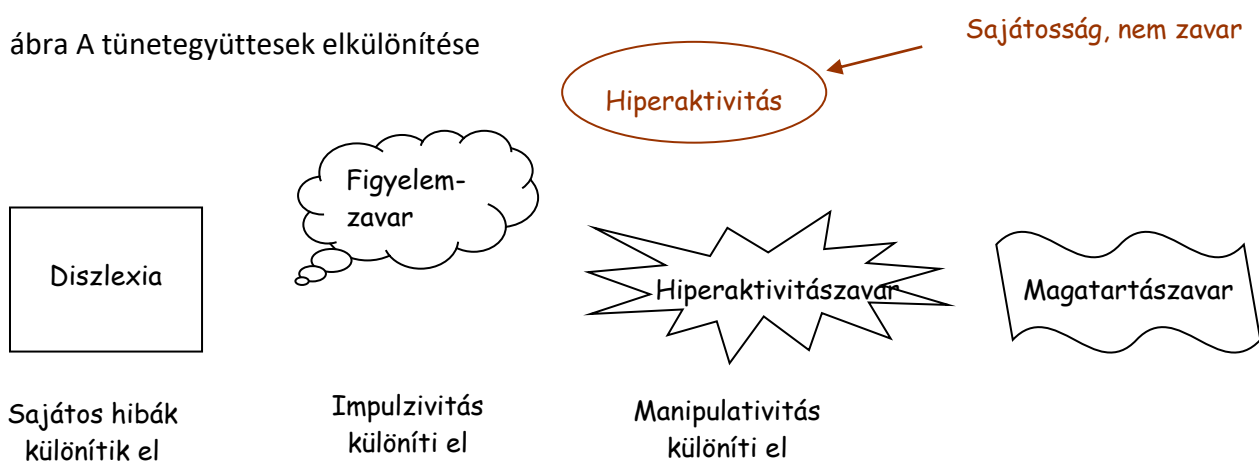 ábra A tünetegyüttesek elkülönítése
Sajátosság, nem zavar
Hiperaktivitás
Figyelem-
zavar
Diszlexia
Hiperaktivitászavar
Magatartászavar
Sajátos hibák
különítik el
Impulzivitás
különíti el
Manipulativitás
különíti el